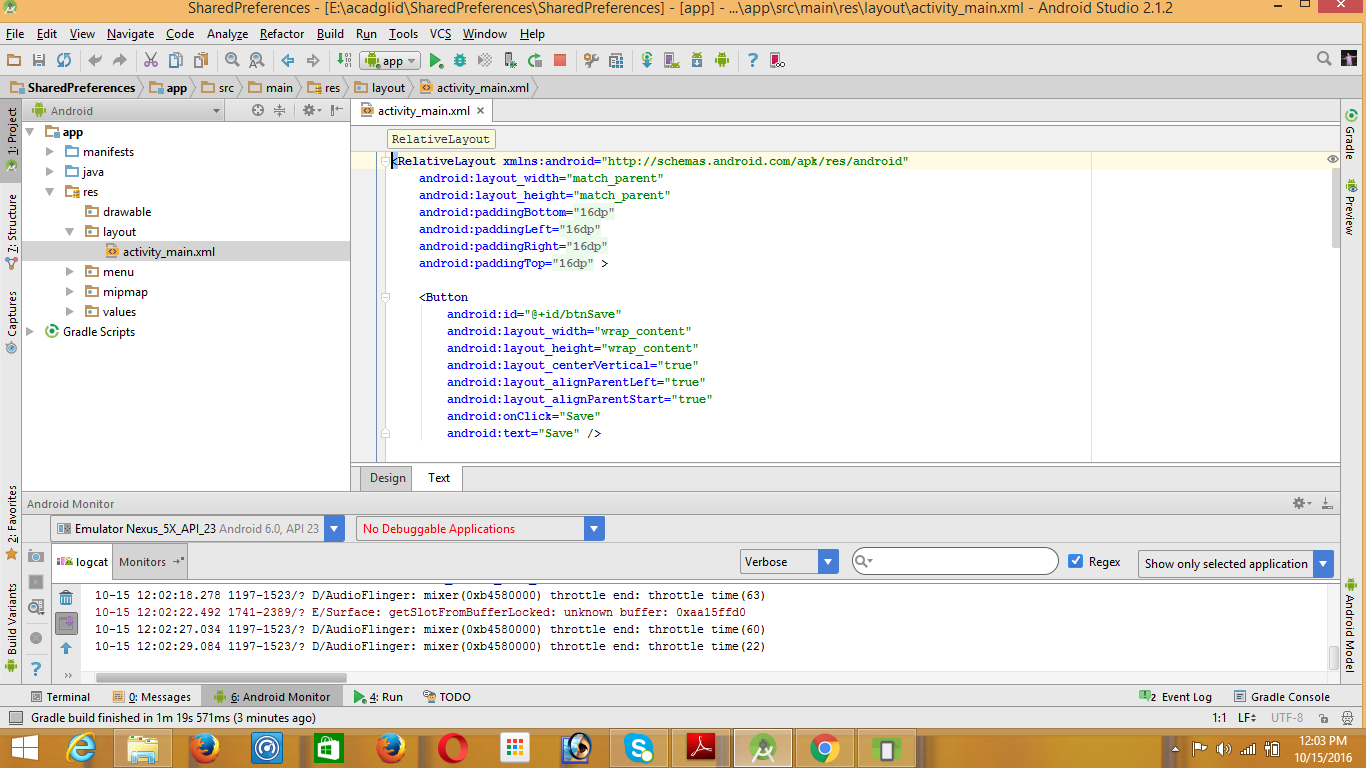 SharedPreferences - [E:\acadglid\SharedPreferences\SharedPreferences] - [app] - ...\app\src\main\res\layout\activity_main.xml - Android Studio 2.1.2
File Edit View Navigate Code Analyze Refactor Build Run Tools VCS Window Help
app
SharedPreferences app src main res layout activity_main.xml
1: Project
7: Structure
Captures
2: Favorites
Build Variants
Android
app
manifests
java
res
drawable
layout
activity_main.xml
menu
mipmap
values
Gradle Scripts
activity_main.xml
RelativeLayout
<RelativeLayout xmlns:android="http://schemas.android.com/apk/res/android"
android:layout_width="match_parent"
android:layout_height="match_parent"
android:paddingBottom="16dp"
android:paddingLeft="16dp"
android:paddingRight="16dp"
android:paddingTop="16dp" >
<Button
android:id="@+id/btnSave"
android:layout_width="wrap_content"
android:layout_height="wrap_content"
android:layout_centerVertical="true"
android:layout_alignParentLeft="true"
android:layout_alignParentStart="true"
android:onClick="Save"
android:text="Save" />
Design Text
Gradle
Preview
Android Model
Android Monitor
Emulator Nexus_5X_API_23 Android 6.0, API 23 No Debuggable Applications
logcat Monitors Verbose Regex Show only selected application
10-15 12:02:18.278 1197-1523/? D/AudioFlinger: mixer(0xb4580000) throttle end: throttle time(63)
10-15 12:02:22.492 1741-2389/? E/Surface: getSlotFromBufferLocked: unknown buffer: 0xaa15ffd0
10-15 12:02:27.034 1197-1523/? D/AudioFlinger: mixer(0xb4580000) throttle end: throttle time(60)
10-15 12:02:29.084 1197-1523/? D/AudioFlinger: mixer(0xb4580000) throttle end: throttle time(22)
Terminal 0: Messages 6: Android Monitor 4: Run TODO 2 Event Log Gradle Console
Gradle build finished in 1m 19s 571ms (3 minutes ago) 1:1 LF UTF-8
12:03 PM
10/15/2016